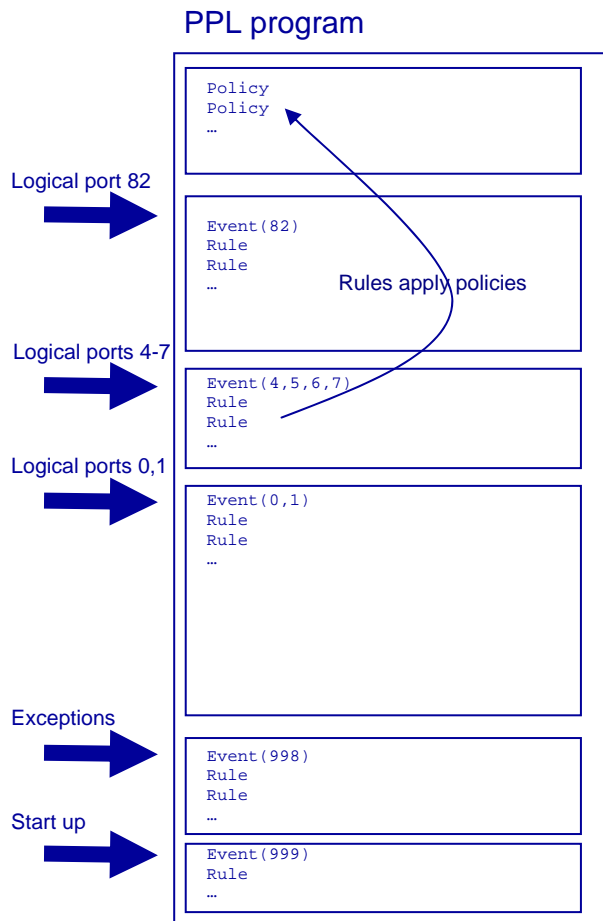 PPL program
Policy
Policy
…
Logical port 82
Event(82)
Rule
Rule
…
Rules apply policies
Logical ports 4-7
Event(4,5,6,7)
Rule
Rule
…
Logical ports 0,1
Event(0,1)
Rule
Rule
…
Exceptions
Event(998)
Rule
Rule
…
Start up
Event(999)
Rule
…